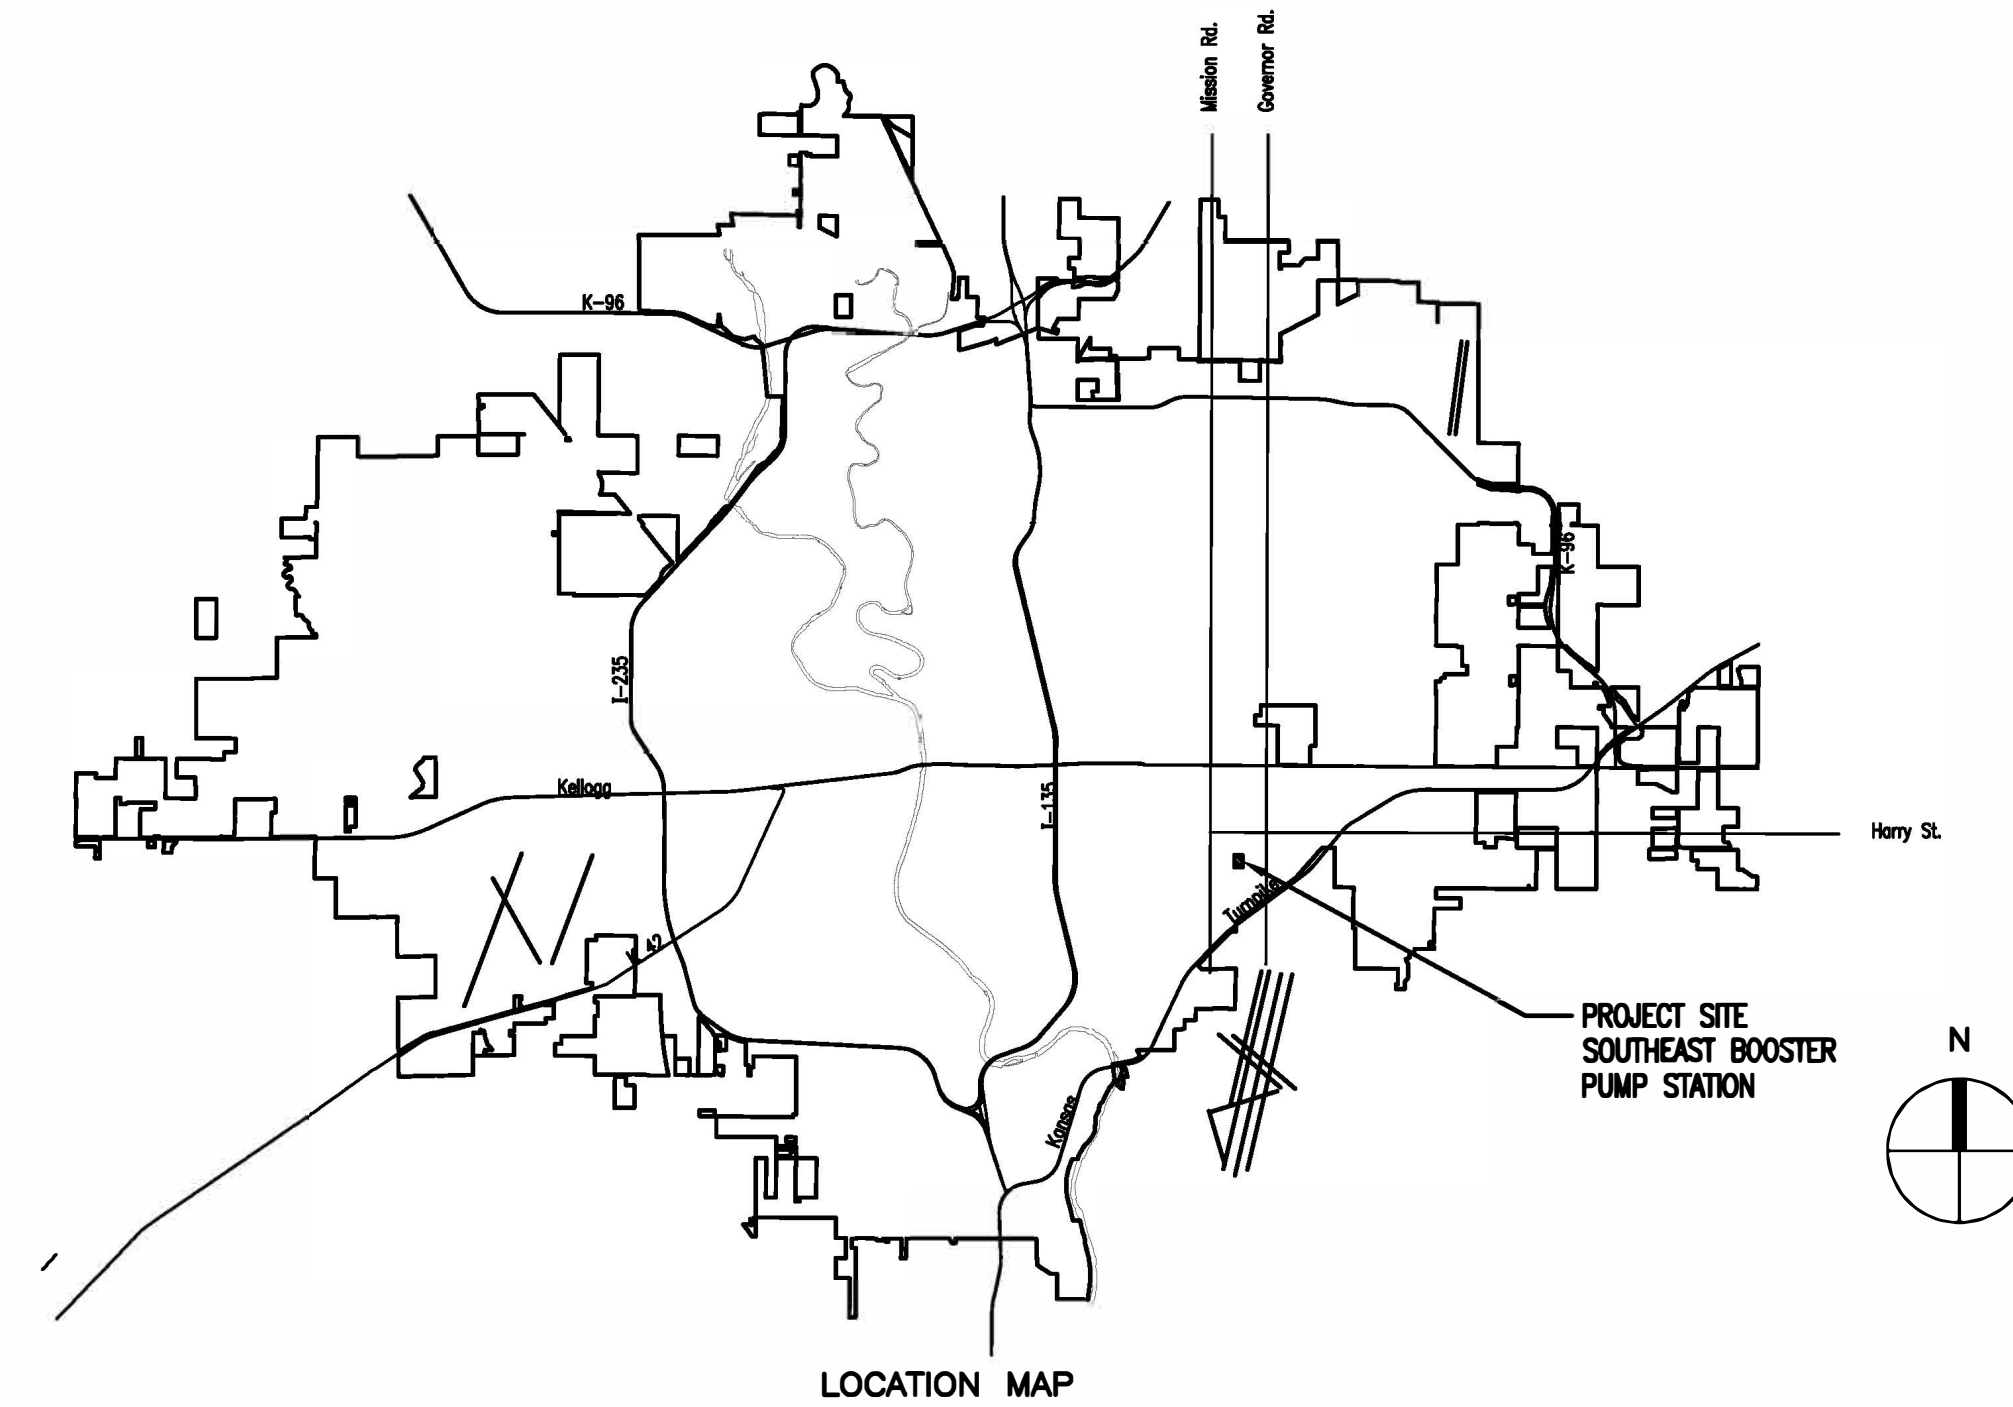 Mission Rd.
Governor Rd.
K-96
K-96
I-235
Kellogg
I-135
Harry St.
Turnpike
42
PROJECT SITE
SOUTHEAST BOOSTER
PUMP STATION
N
Kansas
LOCATION MAP